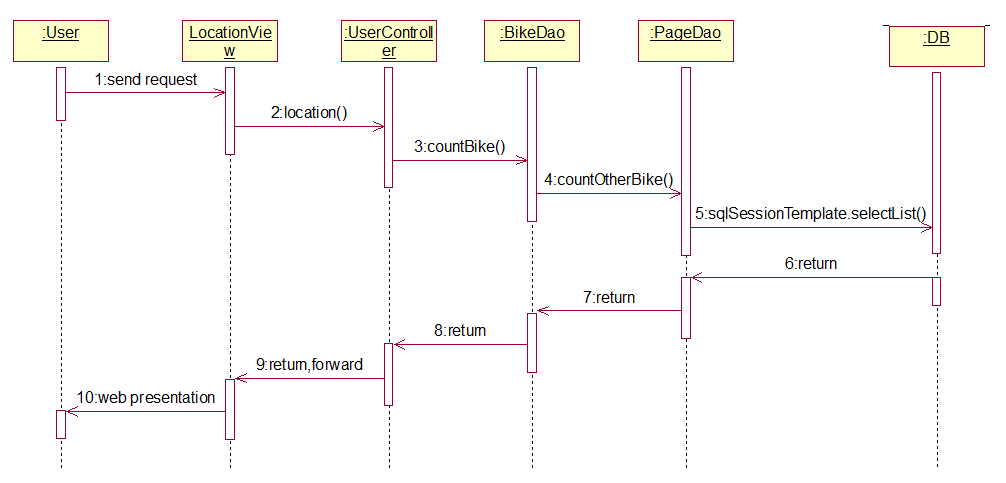 :User
LocationVie
w
:UserControll
er
:BikeDao
:PageDao
:DB
1:send request
2:location()
3:countBike()
4:countOtherBike()
5:sqlSessionTemplate.selectList()
6:return
7:return
8:return
9:return,forward
10:web presentation